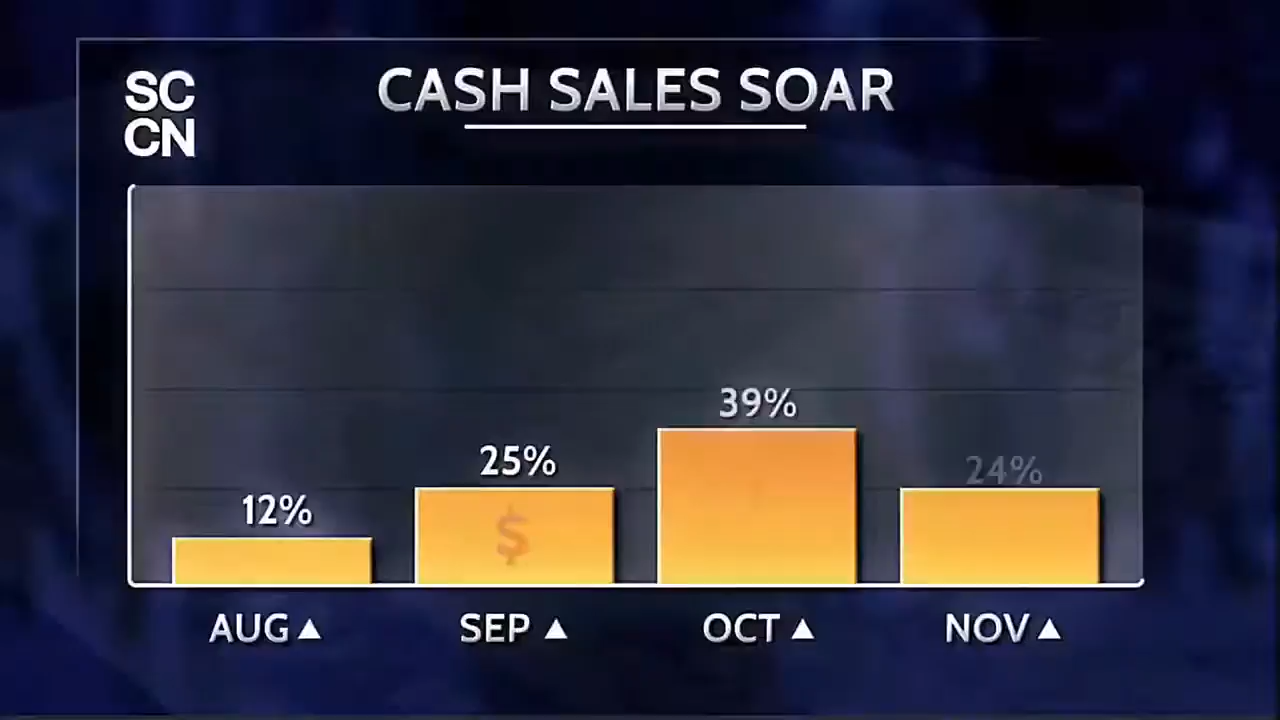 SC
CN
CASH SALES SOAR
12%
25%
39%
24%
$
AUG▲
SEP ▲
OCT ▲
NOV▲